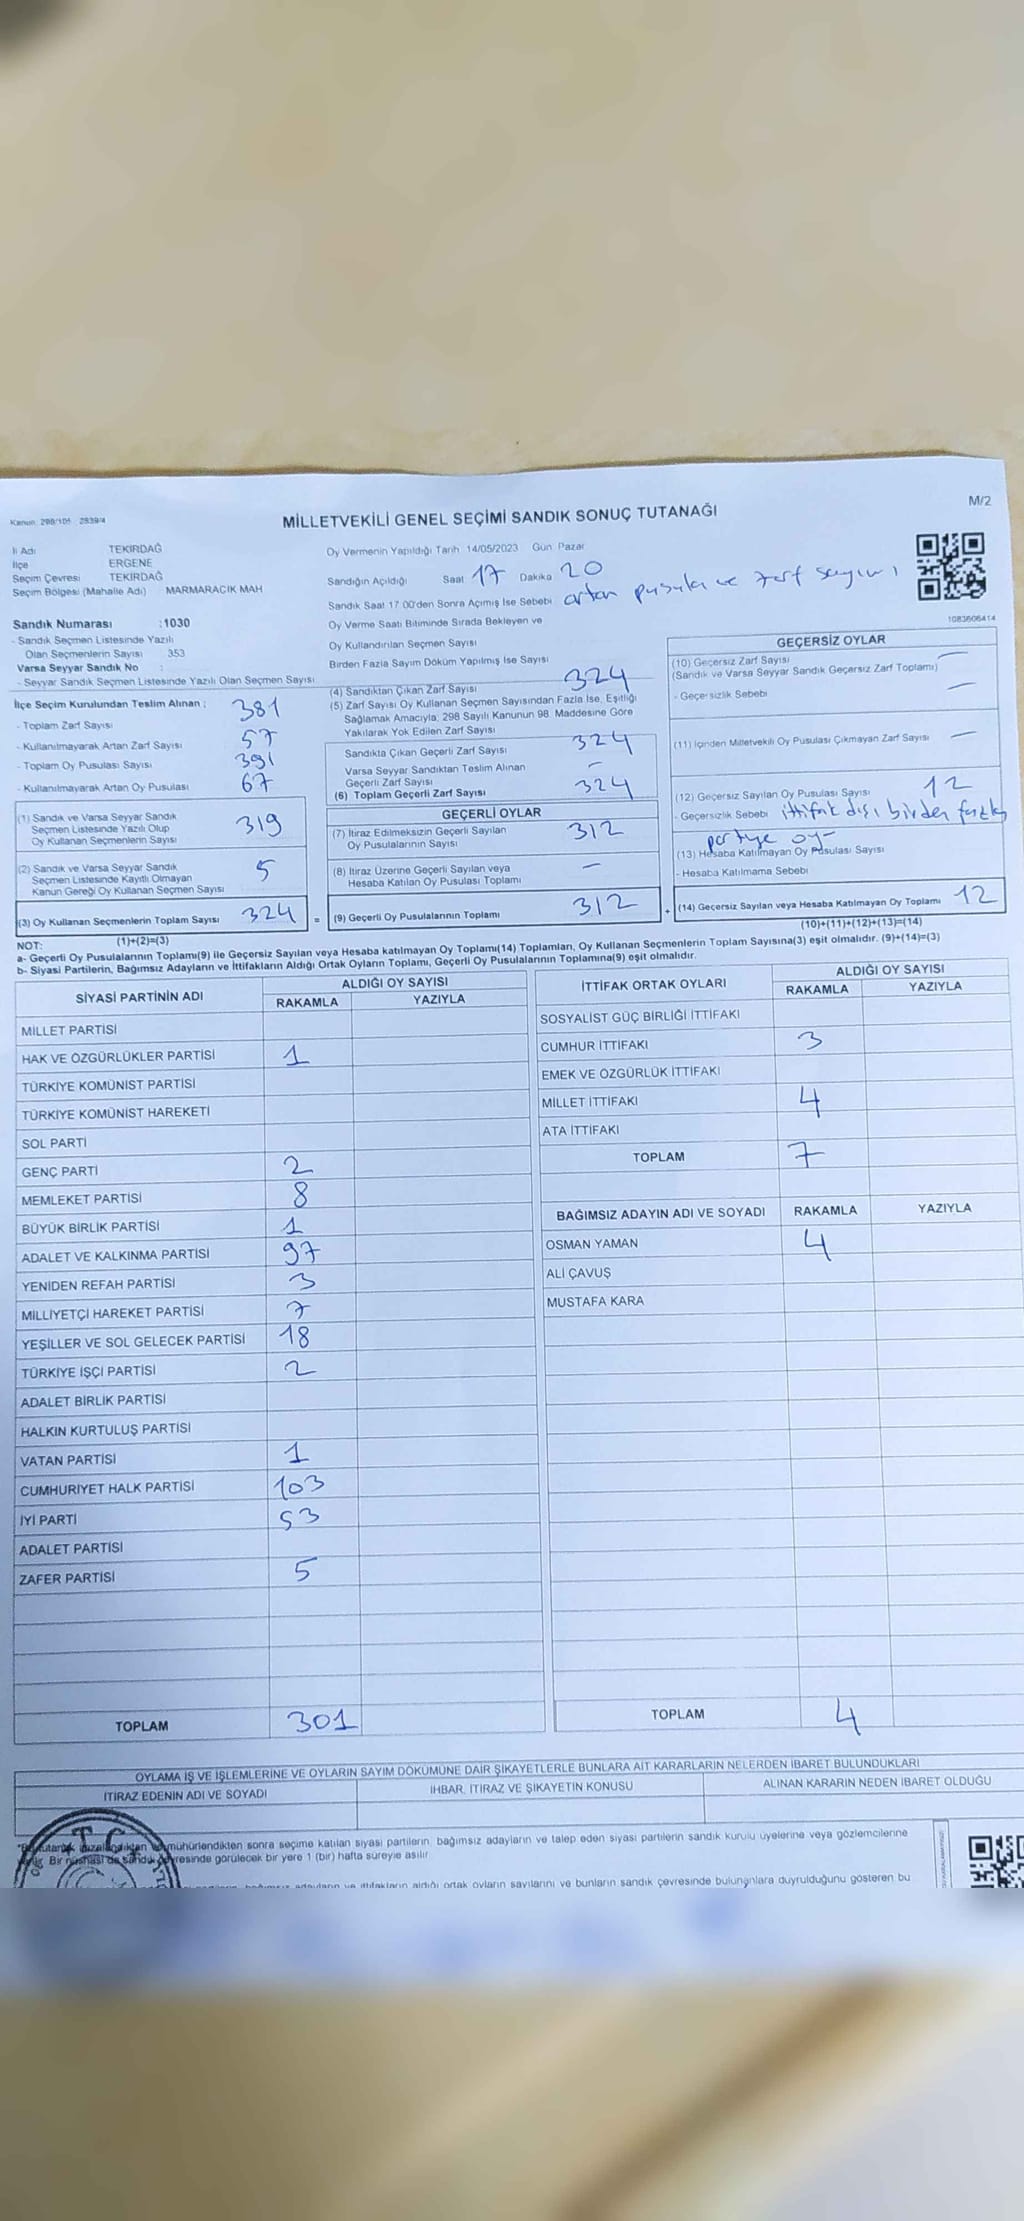 M/2
Kanun: 298/101 2839/4
MİLLETVEKİLİ GENEL SEÇİMİ SANDIK SONUÇ TUTANAĞI
İl Adı TEKİRDAĞ
İlçe ERGENE
Seçim Çevresi TEKİRDAĞ
Seçim Bölgesi (Mahalle Adı) MARMARACIK MAH
Sandık Numarası :1030
- Sandık Seçmen Listesinde Yazılı
Olan Seçmenlerin Sayısı 353
Varsa Seyyar Sandık No :
- Seyyar Sandık Seçmen Listesinde Yazılı Olan Seçmen Sayısı
Oy Vermenin Yapıldığı Tarih 14/05/2023 Gün Pazar
Sandığın Açıldığı Saat 17 Dakika 20
Sandık Saat 17:00'den Sonra Açımış İse Sebebi artan pusula ve zarf sayımı
Oy Verme Saati Bitiminde Sırada Bekleyen ve
Oy Kullandırılan Seçmen Sayısı
Birden Fazla Sayım Döküm Yapılmış İse Sayısı
1083606414
İlçe Seçim Kurulundan Teslim Alınan :
- Toplam Zarf Sayısı 381
- Kullanılmayarak Artan Zarf Sayısı 57
- Toplam Oy Pusulası Sayısı 391
- Kullanılmayarak Artan Oy Pusulası 67
(1) Sandık ve Varsa Seyyar Sandık
Seçmen Listesinde Yazılı Olup
Oy Kullanan Seçmenlerin Sayısı 319
(2) Sandık ve Varsa Seyyar Sandık
Seçmen Listesinde Kayıtlı Olmayan
Kanun Gereği Oy Kullanan Seçmen Sayısı 5
(3) Oy Kullanan Seçmenlerin Toplam Sayısı 324 =
(1)+(2)=(3)
(4) Sandıktan Çıkan Zarf Sayısı 324
(5) Zarf Sayısı Oy Kullanan Seçmen Sayısından Fazla İse, Eşitliği
Sağlamak Amacıyla, 298 Sayılı Kanunun 98. Maddesine Göre
Yakılarak Yok Edilen Zarf Sayısı
Sandıkta Çıkan Geçerli Zarf Sayısı 324
Varsa Seyyar Sandıktan Teslim Alınan
Geçerli Zarf Sayısı –
(6) Toplam Geçerli Zarf Sayısı 324
GEÇERLİ OYLAR
(7) İtiraz Edilmeksizin Geçerli Sayılan
Oy Pusulalarının Sayısı 312
(8) İtiraz Üzerine Geçerli Sayılan veya
Hesaba Katılan Oy Pusulası Toplamı –
(9) Geçerli Oy Pusulalarının Toplamı 312 +
GEÇERSİZ OYLAR
(10) Geçersiz Zarf Sayısı –
(Sandık ve Varsa Seyyar Sandık Geçersiz Zarf Toplamı)
- Geçersizlik Sebebi –
(11) İçinden Milletvekili Oy Pusulası Çıkmayan Zarf Sayısı –
(12) Geçersiz Sayılan Oy Pusulası Sayısı 12
- Geçersizlik Sebebi ittifak dışı birden fazla
partiye oy
(13) Hesaba Katılmayan Oy Pusulası Sayısı
- Hesaba Katılmama Sebebi
(14) Geçersiz Sayılan veya Hesaba Katılmayan Oy Toplamı 12
(10)+(11)+(12)+(13)=(14)
NOT:
a- Geçerli Oy Pusulalarının Toplamı(9) ile Geçersiz Sayılan veya Hesaba katılmayan Oy Toplamı(14) Toplamları, Oy Kullanan Seçmenlerin Toplam Sayısına(3) eşit olmalıdır. (9)+(14)=(3)
b- Siyasi Partilerin, Bağımsız Adayların ve İttifakların Aldığı Ortak Oyların Toplamı, Geçerli Oy Pusulalarının Toplamına(9) eşit olmalıdır.
SİYASİ PARTİNİN ADI ALDIĞI OY SAYISI
RAKAMLA YAZIYLA
MİLLET PARTİSİ
HAK VE ÖZGÜRLÜKLER PARTİSİ 1
TÜRKİYE KOMÜNİST PARTİSİ
TÜRKİYE KOMÜNİST HAREKETİ
SOL PARTİ
GENÇ PARTİ 2
MEMLEKET PARTİSİ 8
BÜYÜK BİRLİK PARTİSİ 1
ADALET VE KALKINMA PARTİSİ 97
YENİDEN REFAH PARTİSİ 3
MİLLİYETÇİ HAREKET PARTİSİ 7
YEŞİLLER VE SOL GELECEK PARTİSİ 18
TÜRKİYE İŞÇİ PARTİSİ 2
ADALET BİRLİK PARTİSİ
HALKIN KURTULUŞ PARTİSİ
VATAN PARTİSİ 1
CUMHURİYET HALK PARTİSİ 103
İYİ PARTİ 53
ADALET PARTİSİ
ZAFER PARTİSİ 5
TOPLAM 301
İTTİFAK ORTAK OYLARI ALDIĞI OY SAYISI
RAKAMLA YAZIYLA
SOSYALİST GÜÇ BİRLİĞİ İTTİFAKI
CUMHUR İTTİFAKI 3
EMEK VE ÖZGÜRLÜK İTTİFAKI
MİLLET İTTİFAKI 4
ATA İTTİFAKI
TOPLAM 7
BAĞIMSIZ ADAYIN ADI VE SOYADI RAKAMLA YAZIYLA
OSMAN YAMAN 4
ALİ ÇAVUŞ
MUSTAFA KARA
TOPLAM 4
OYLAMA İŞ VE İŞLEMLERİNE VE OYLARIN SAYIM DÖKÜMÜNE DAİR ŞİKAYETLERLE BUNLARA AİT KARARLARIN NELERDEN İBARET BULUNDUKLARI
İTİRAZ EDENİN ADI VE SOYADI İHBAR, İTİRAZ VE ŞİKAYETİN KONUSU ALINAN KARARIN NEDEN İBARET OLDUĞU
mühürlendikten sonra seçime katılan siyasi partilerin, bağımsız adayların ve talep eden siyasi partilerin sandık kurulu üyelerine veya gözlemcilerine
Bir nüshası da sandık çevresinde görülecek bir yere 1 (bir) hafta süreyle asılır.
bağımsız adayların ve ittifakların aldığı ortak oyların sayılarını ve bunların sandık çevresinde bulunanlara duyrulduğunu gösteren bu
T.C.